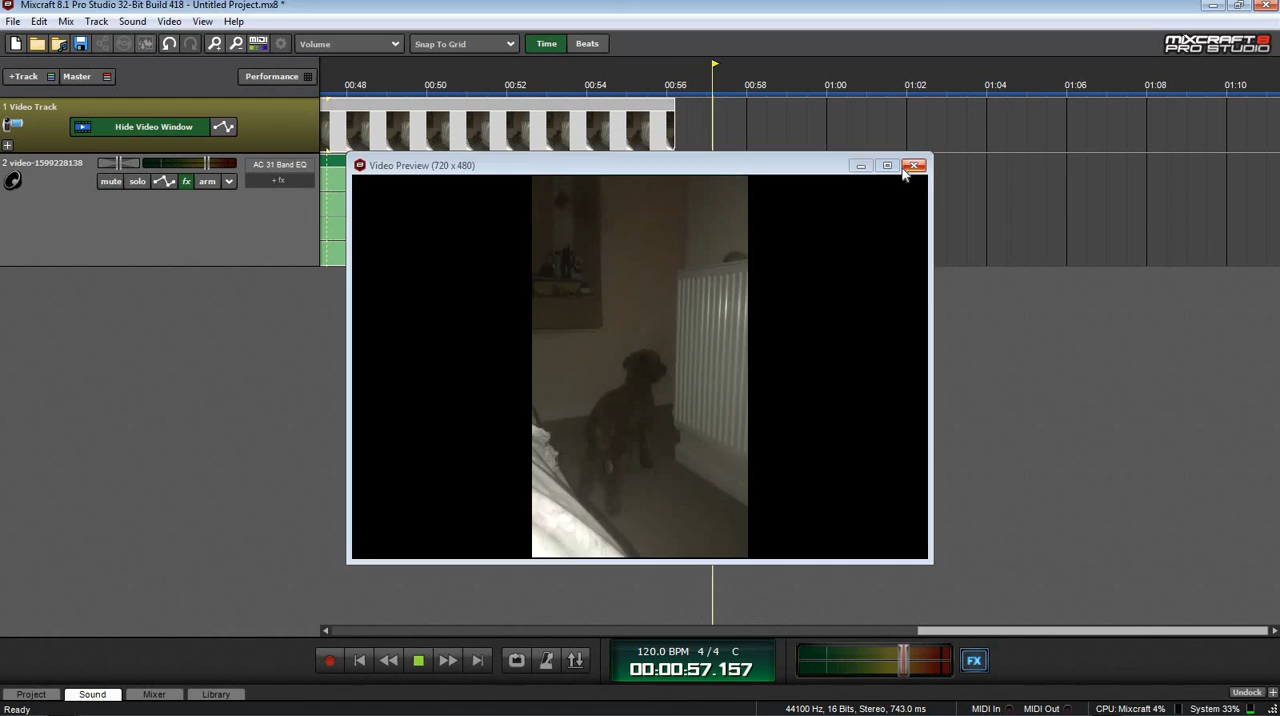 Mixcraft 8.1 Pro Studio 32-Bit Build 418 - Untitled Project.mx8 *
File Edit Mix Track Sound Video View Help
Volume Snap To Grid Time Beats MIXCRAFT 8 PRO STUDIO
+Track Master Performance 00:48 00:50 00:52 00:54 00:56 00:58 01:00 01:02 01:04 01:06 01:08 01:10
1 Video Track
Hide Video Window
2 video-1599228138 AC 31 Band EQ
mute solo fx arm + fx
Video Preview (720 x 480)
120.0 BPM 4 / 4 C
00:00:57.157 FX
Project Sound Mixer Library Undock
Ready 44100 Hz, 16 Bits, Stereo, 743.0 ms MIDI In MIDI Out CPU: Mixcraft 4% System 33%